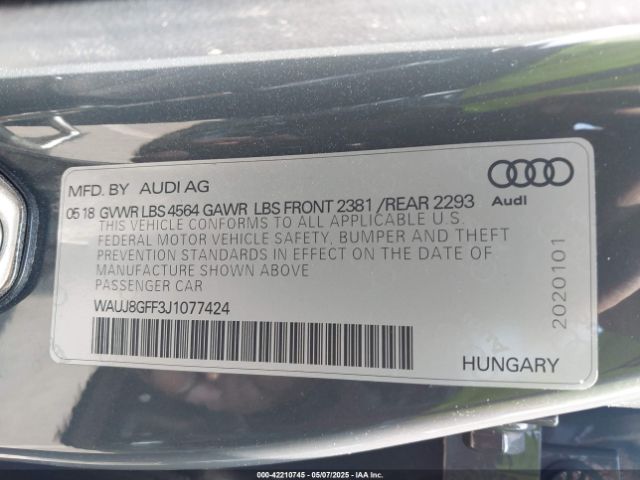 MFD. BY AUDI AG
Audi
05 18 GVWR LBS 4564 GAWR LBS FRONT 2381 /REAR 2293
THIS VEHICLE CONFORMS TO ALL APPLICABLE U.S.
FEDERAL MOTOR VEHICLE SAFETY, BUMPER AND THEFT
PREVENTION STANDARDS IN EFFECT ON THE DATE OF
MANUFACTURE SHOWN ABOVE
PASSENGER CAR
WAUJ8GFF3J1077424
2020101
HUNGARY
000-42210745 - 05/07/2025 - IAAI.com